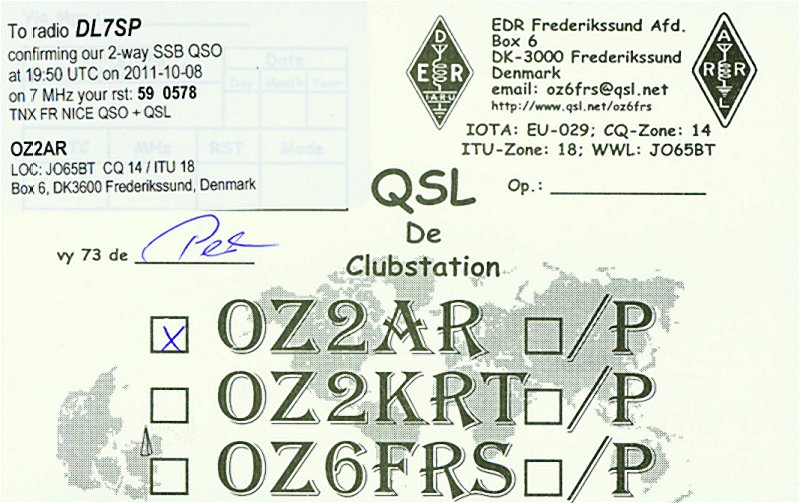 To radio DL7SP
confirming our 2-way SSB QSO
at 19:50 UTC on 2011-10-08
on 7 MHz your rst: 59 0578
TNX FR NICE QSO + QSL
OZ2AR
LOC: JO65BT CQ 14 / ITU 18
Box 6, DK3600 Frederikssund, Denmark
Date
Day Month Year
UTC MHz RST Mode
D
E R
IARU
EDR Frederikssund Afd.
Box 6
DK-3000 Frederikssund
Denmark
email: oz6frs@qsl.net
http://www.qsl.net/oz6frs
A
R R
L
IOTA: EU-029; CQ-Zone: 14
ITU-Zone: 18; WWL: JO65BT
QSL
Op.:
De
Clubstation
vy 73 de
X OZ2AR /P
OZ2KRT /P
OZ6FRS /P